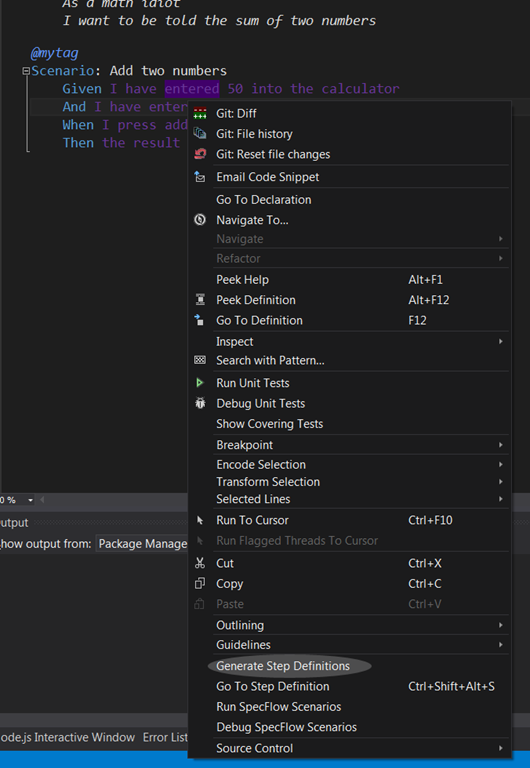 As a math idiot
I want to be told the sum of two numbers
@mytag
Scenario: Add two numbers
Given I have entered 50 into the calculator
And I have enter
When I press add
Then the result
Git: Diff
Git: File history
Git: Reset file changes
Email Code Snippet
Go To Declaration
Navigate To...
Navigate
Refactor
Peek Help Alt+F1
Peek Definition Alt+F12
Go To Definition F12
Inspect
Search with Pattern...
Run Unit Tests
Debug Unit Tests
Show Covering Tests
Breakpoint
Encode Selection
Transform Selection
Selected Lines
0 %
Run To Cursor Ctrl+F10
utput
how output from: Package Manage
Run Flagged Threads To Cursor
Cut Ctrl+X
Copy Ctrl+C
Paste Ctrl+V
Outlining
Guidelines
Generate Step Definitions
Go To Step Definition Ctrl+Shift+Alt+S
Run SpecFlow Scenarios
Debug SpecFlow Scenarios
ode.js Interactive Window Error List
Source Control